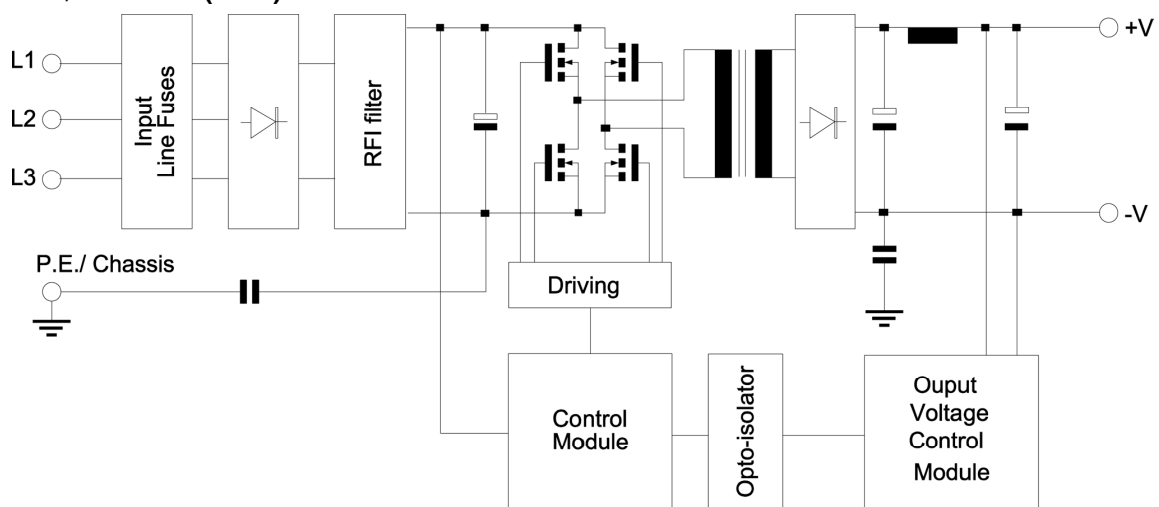 L1
L2
L3
Input
Line Fuses
RFI filter
+V
-V
P.E./ Chassis
Driving
Control
Module
Opto-isolator
Ouput
Voltage
Control
Module